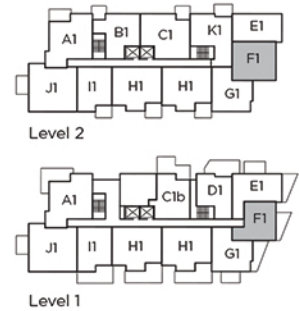 A1 B1 C1 K1 E1
F1
J1 I1 H1 H1 G1
Level 2
A1 C1b D1 E1
F1
J1 I1 H1 H1 G1
Level 1